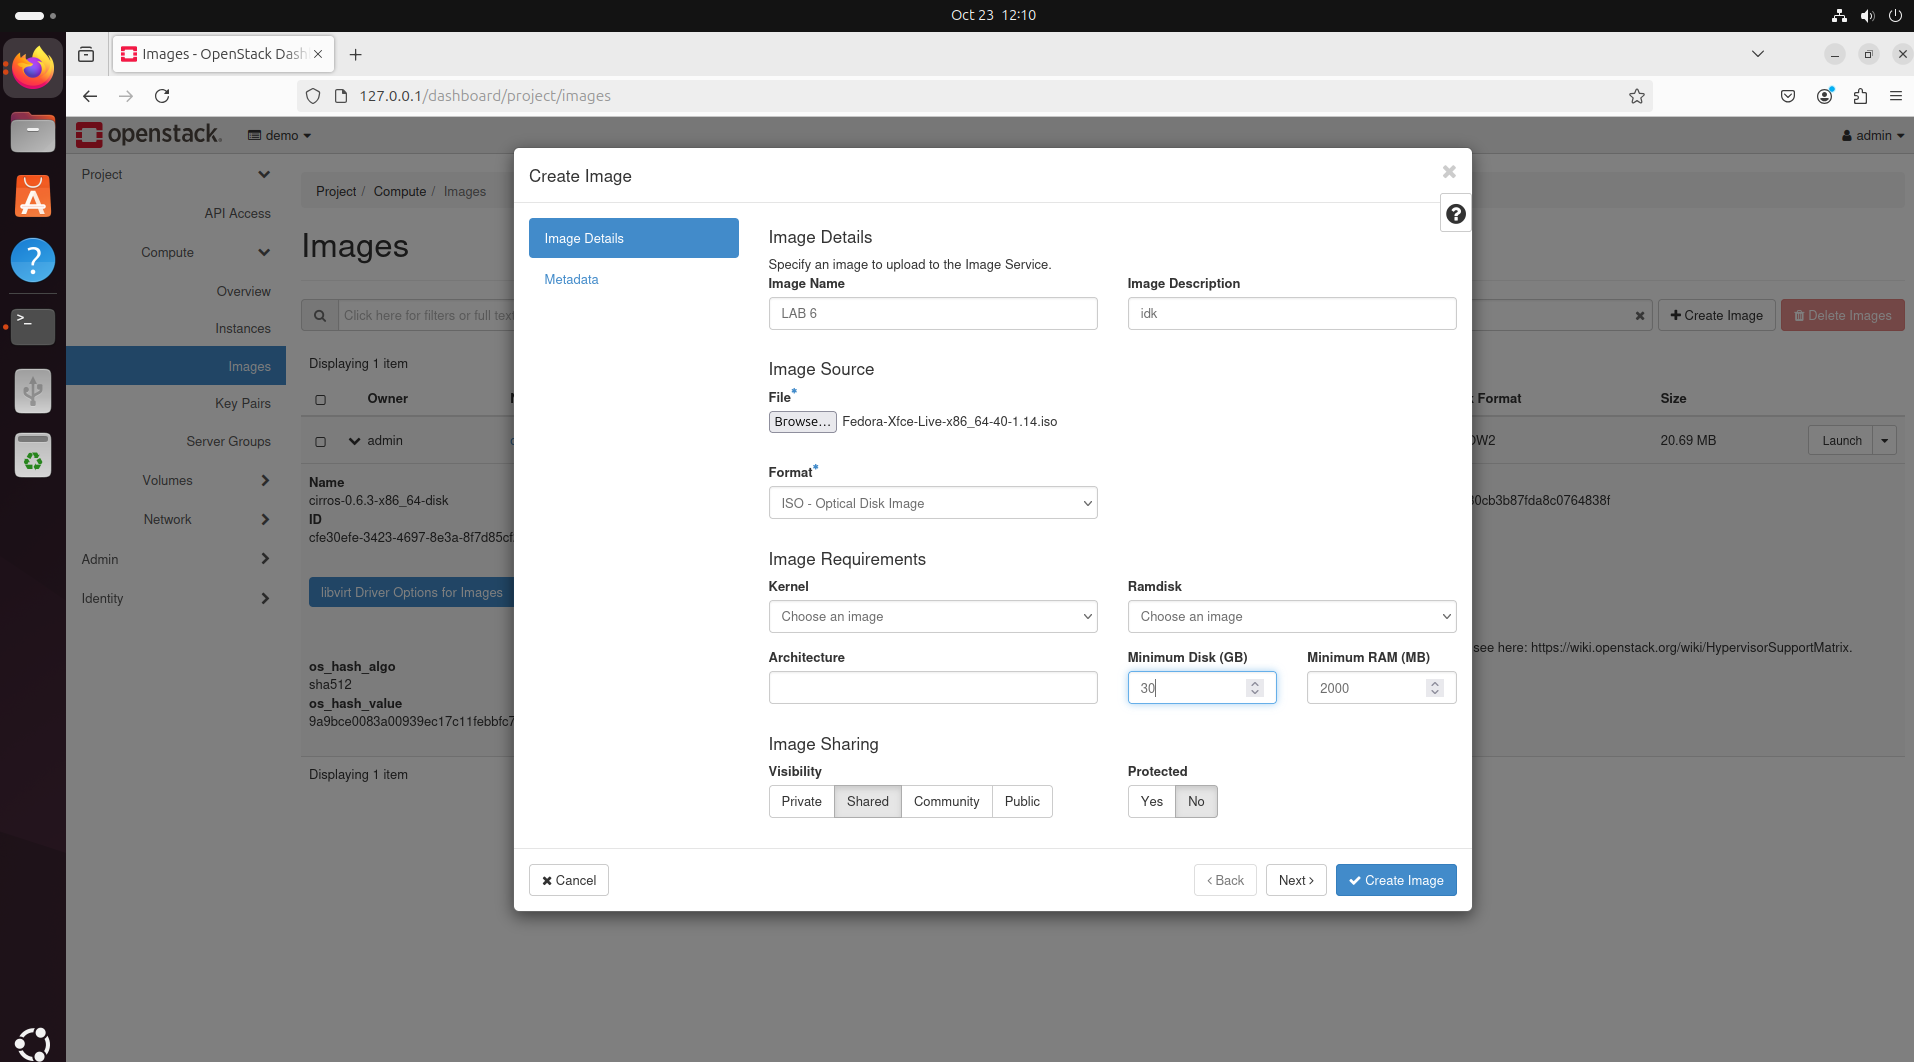 Oct 23 12:10
Images - OpenStack Dash
127.0.0.1/dashboard/project/images
openstack.
demo
admin
Project
API Access
Compute
Overview
Instances
Images
Key Pairs
Server Groups
Volumes
Network
Admin
Identity
Project / Compute / Images
Images
Click here for filters or full text
Create Image
Delete Images
Displaying 1 item
Owner
Format
Size
admin
20.69 MB
Launch
Name
cirros-0.6.3-x86_64-disk
ID
cfe30efe-3423-4697-8e3a-8f7d85cf
0cb3b87fda8c0764838f
libvirt Driver Options for Images
see here: https://wiki.openstack.org/wiki/HypervisorSupportMatrix.
os_hash_algo
sha512
os_hash_value
9a9bce0083a00939ec17c11febbfc7
Displaying 1 item
Create Image
Image Details
Metadata
Image Details
Specify an image to upload to the Image Service.
Image Name
Image Description
LAB 6
idk
Image Source
File*
Browse... Fedora-Xfce-Live-x86_64-40-1.14.iso
Format*
ISO - Optical Disk Image
Image Requirements
Kernel
Ramdisk
Choose an image
Choose an image
Architecture
Minimum Disk (GB)
Minimum RAM (MB)
30
2000
Image Sharing
Visibility
Protected
Private Shared Community Public
Yes No
Cancel
< Back
Next >
Create Image